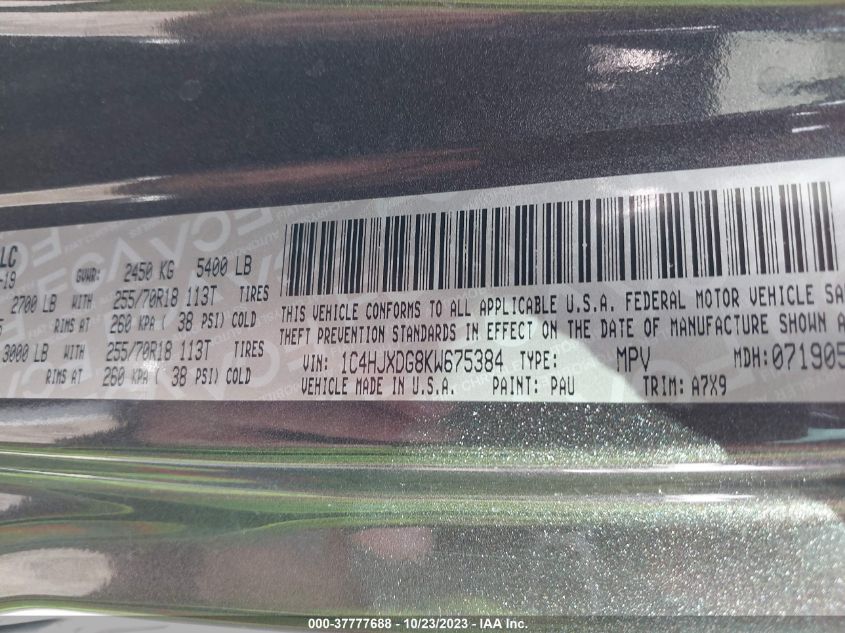 LC
-19
GVWR: 2450 KG 5400 LB
2700 LB WITH 255/70R18 113T TIRES
RIMS AT 260 KPA ( 38 PSI) COLD
3000 LB WITH 255/70R18 113T TIRES
RIMS AT 260 KPA ( 38 PSI) COLD
THIS VEHICLE CONFORMS TO ALL APPLICABLE U.S.A. FEDERAL MOTOR VEHICLE SA
THEFT PREVENTION STANDARDS IN EFFECT ON THE DATE OF MANUFACTURE SHOWN A
VIN: 1C4HJXDG8KW675384 TYPE: MPV MDH:071905
VEHICLE MADE IN U.S.A. PAINT: PAU TRIM: A7X9
000-37777688 - 10/23/2023 - IAA Inc.